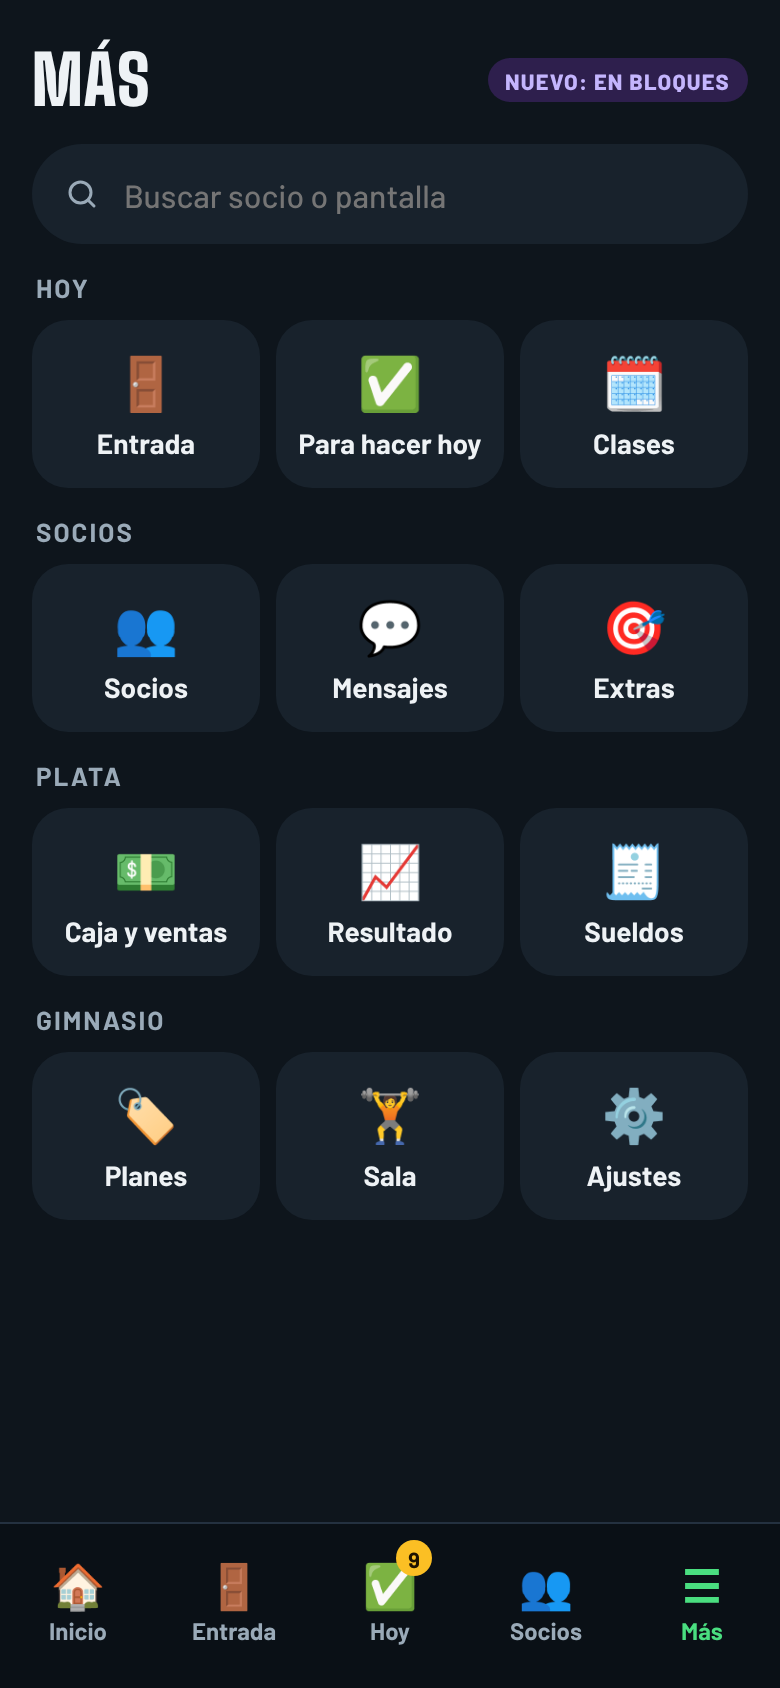 MÁS
NUEVO: EN BLOQUES
Buscar socio o pantalla
HOY
Entrada
Para hacer hoy
Clases
SOCIOS
Socios
Mensajes
Extras
PLATA
Caja y ventas
Resultado
Sueldos
GIMNASIO
Planes
Sala
Ajustes
9
Inicio
Entrada
Hoy
Socios
Más